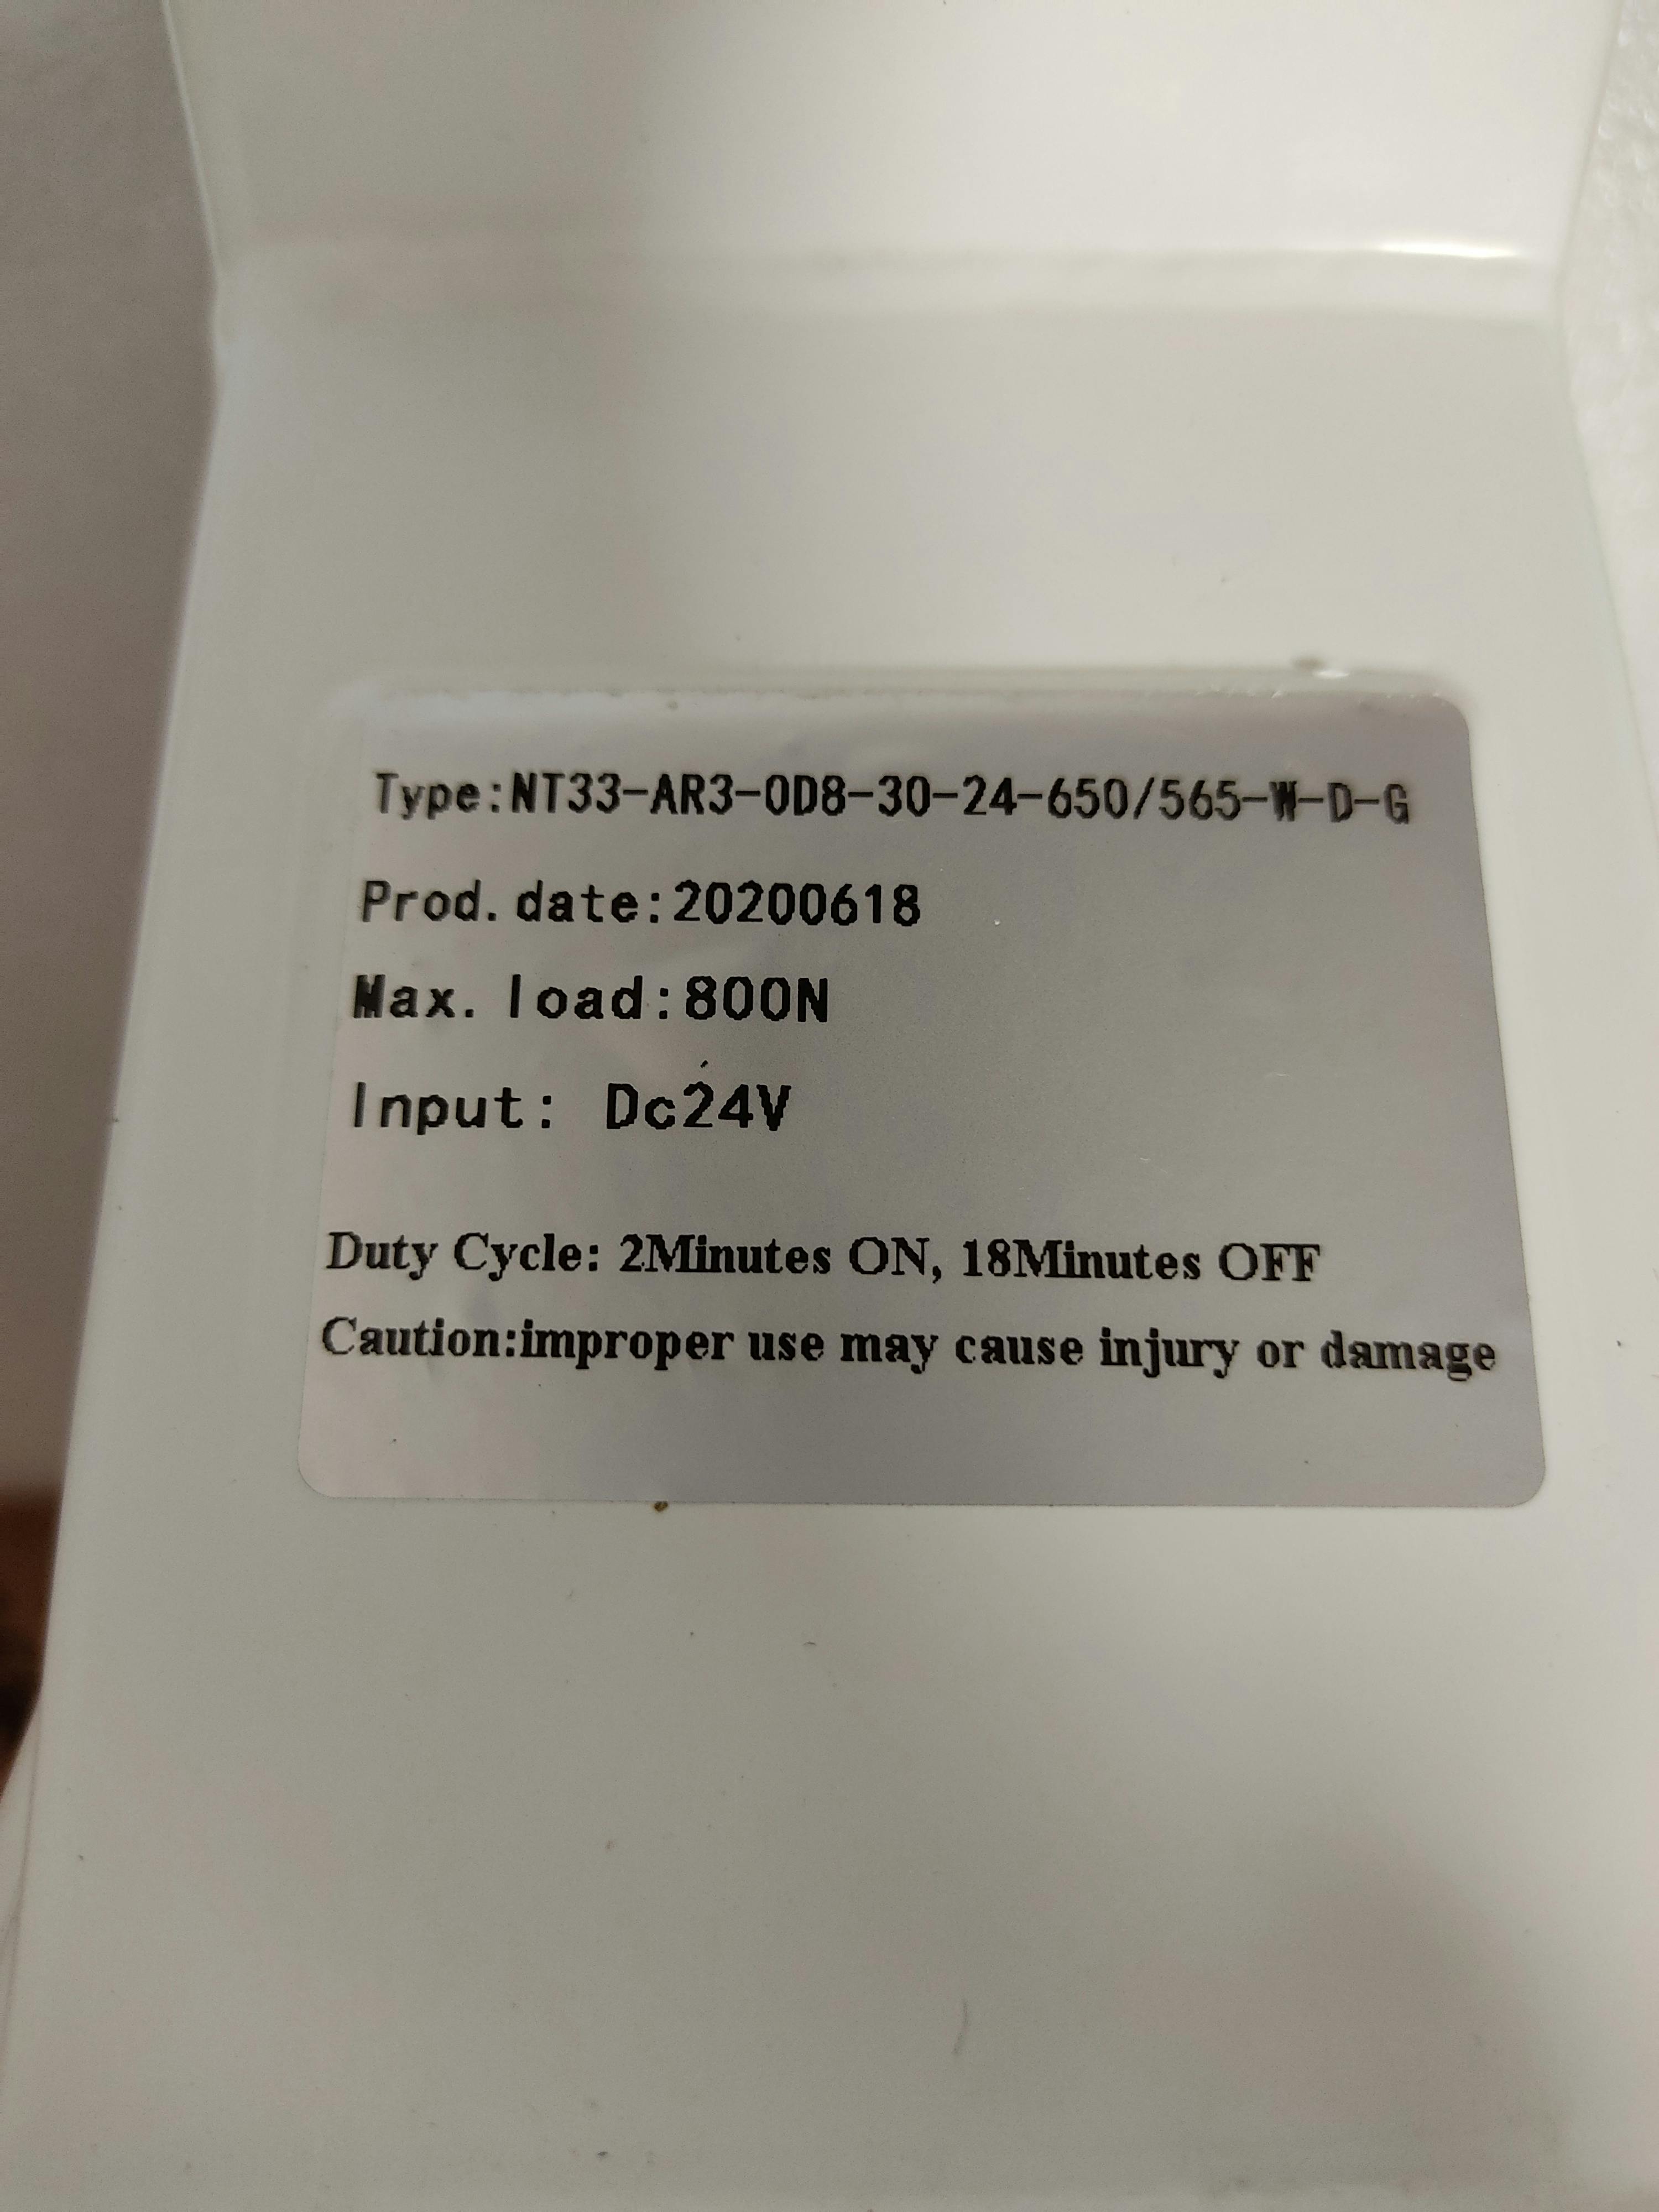 Type:NT33-AR3-0D8-30-24-650/565-W-D-G
Prod.date:20200618
Max. load:800N
Input: Dc24V
Duty Cycle: 2Minutes ON, 18Minutes OFF
Caution:improper use may cause injury or damage